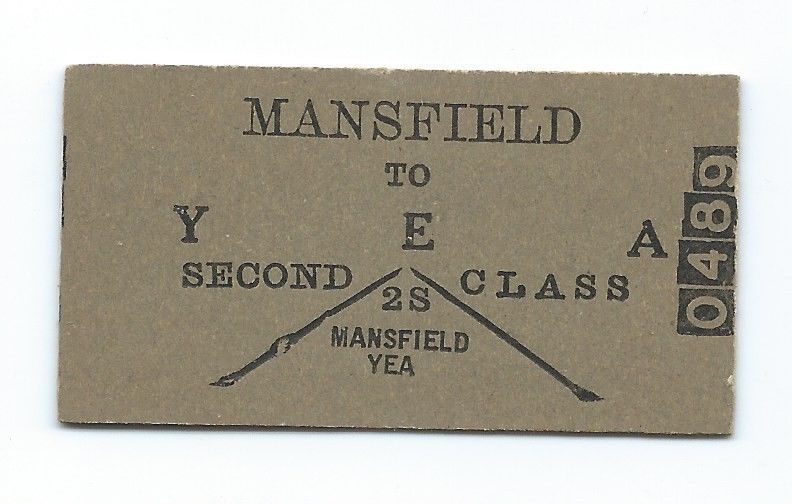 MANSFIELD
TO
Y E A
SECOND CLASS
2S
MANSFIELD
YEA
0489